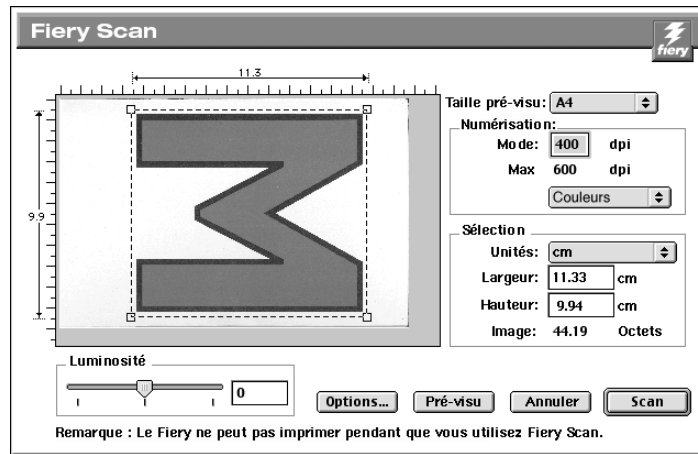 Fiery Scan
fiery
11.3
Taille pré-visu: A4
Numérisation:
Mode: 400 dpi
Max 600 dpi
Couleurs
9.9
Sélection
Unités: cm
Largeur: 11.33 cm
Hauteur: 9.94 cm
Image: 44.19 Octets
Luminosité
0
Options... Pré-visu Annuler Scan
Remarque : Le Fiery ne peut pas imprimer pendant que vous utilisez Fiery Scan.